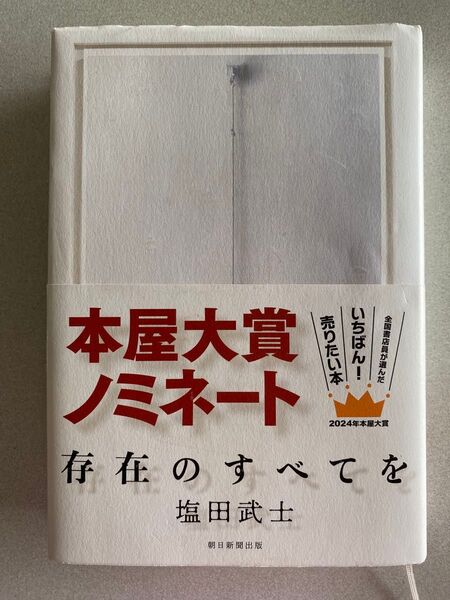 本屋大賞
ノミネート
全国書店員が選んだ
いちばん!
売りたい本
2024年本屋大賞
存在のすべてを
塩田武士
朝日新聞出版